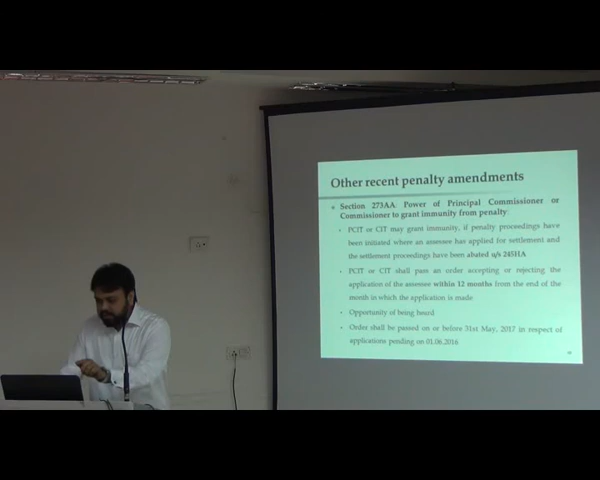 Other recent penalty amendments
Section 273AA: Power of Principal Commissioner or
Commissioner to grant immunity from penalty:
PCIT or CIT may grant immunity, if penalty proceedings have
been initiated where an assessee has applied for settlement and
the settlement proceedings have been abated u/s 245HA
PCIT or CIT shall pass an order accepting or rejecting the
application of the assessee within 12 months from the end of the
month in which the application is made
Opportunity of being heard
Order shall be passed on or before 31st May, 2017 in respect of
applications pending on 01.06.2016